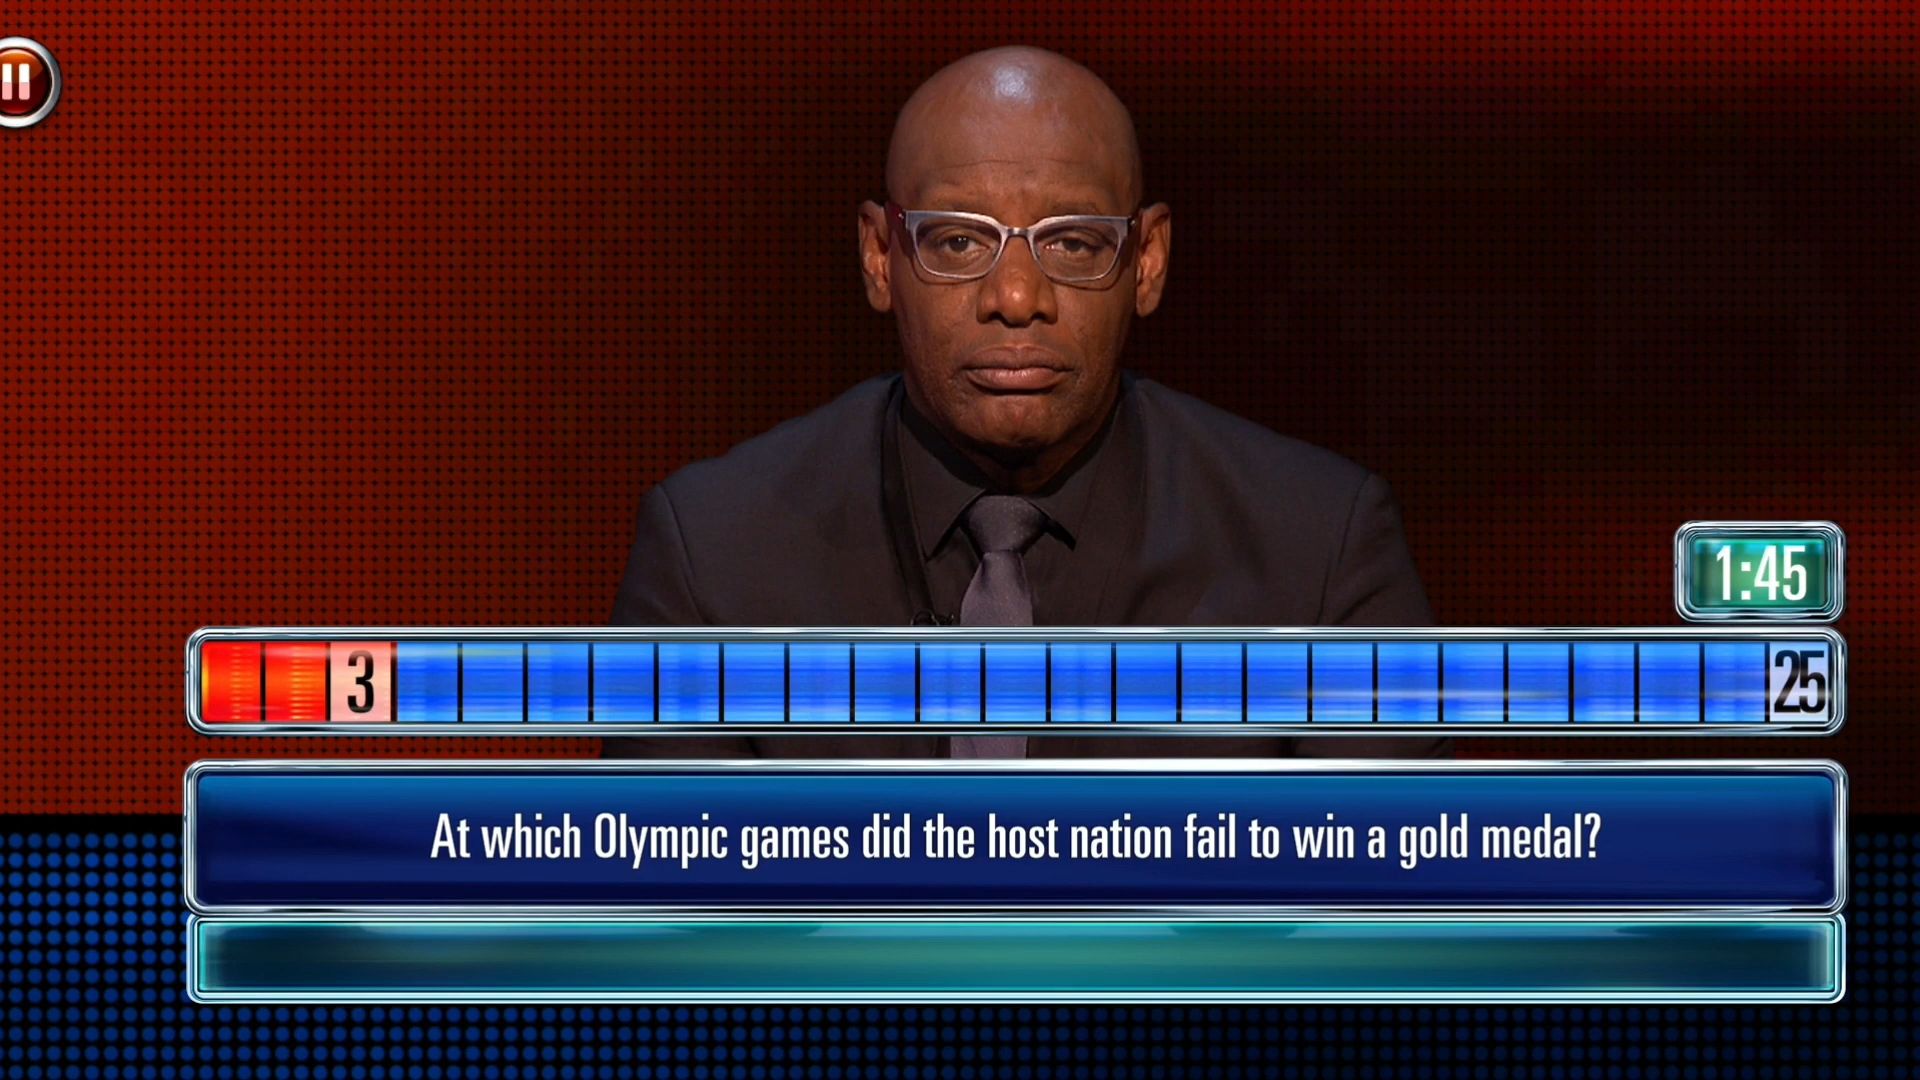 1:45
3
25
At which Olympic games did the host nation fail to win a gold medal?